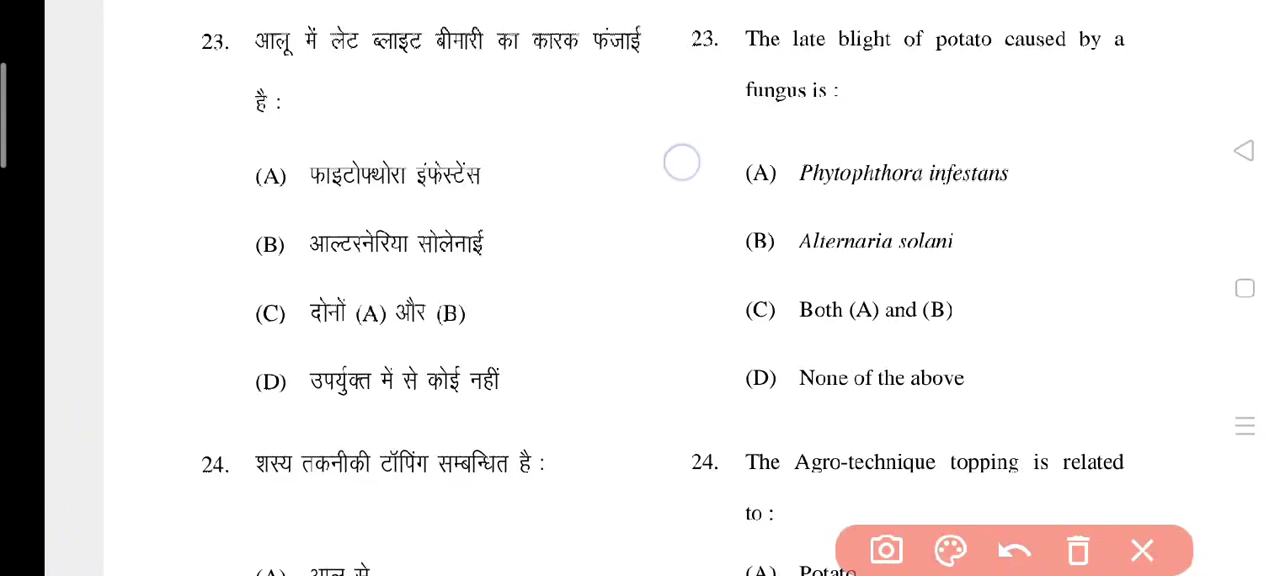 23. आलू में लेट ब्लाइट बीमारी का कारक फंजाई
है :
(A) फाइटोफ्थोरा इंफेस्टेंस
(B) आल्टरनेरिया सोलेनाई
(C) दोनों (A) और (B)
(D) उपर्युक्त में से कोई नहीं
24. शस्य तकनीकी टॉपिंग सम्बन्धित है :
(A) आलू से
23. The late blight of potato caused by a
fungus is :
(A) Phytophthora infestans
(B) Alternaria solani
(C) Both (A) and (B)
(D) None of the above
24. The Agro-technique topping is related
to :
(A) Potato